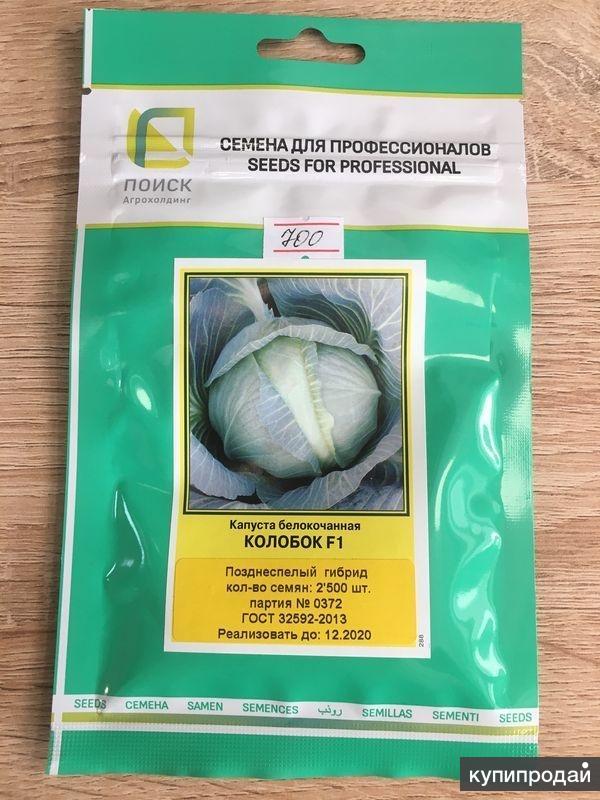 СЕМЕНА ДЛЯ ПРОФЕССИОНАЛОВ
SEEDS FOR PROFESSIONAL
ПОИСК
Агрохолдинг
700
Капуста белокочанная
КОЛОБОК F1
Позднеспелый гибрид
кол-во семян: 2'500 шт.
партия № 0372
ГОСТ 32592-2013
Реализовать до: 12.2020
288
SEEDS СЕМЕНА SAMEN SEMENCES بذور SEMILLAS SEMENTI SEEDS
купипродай